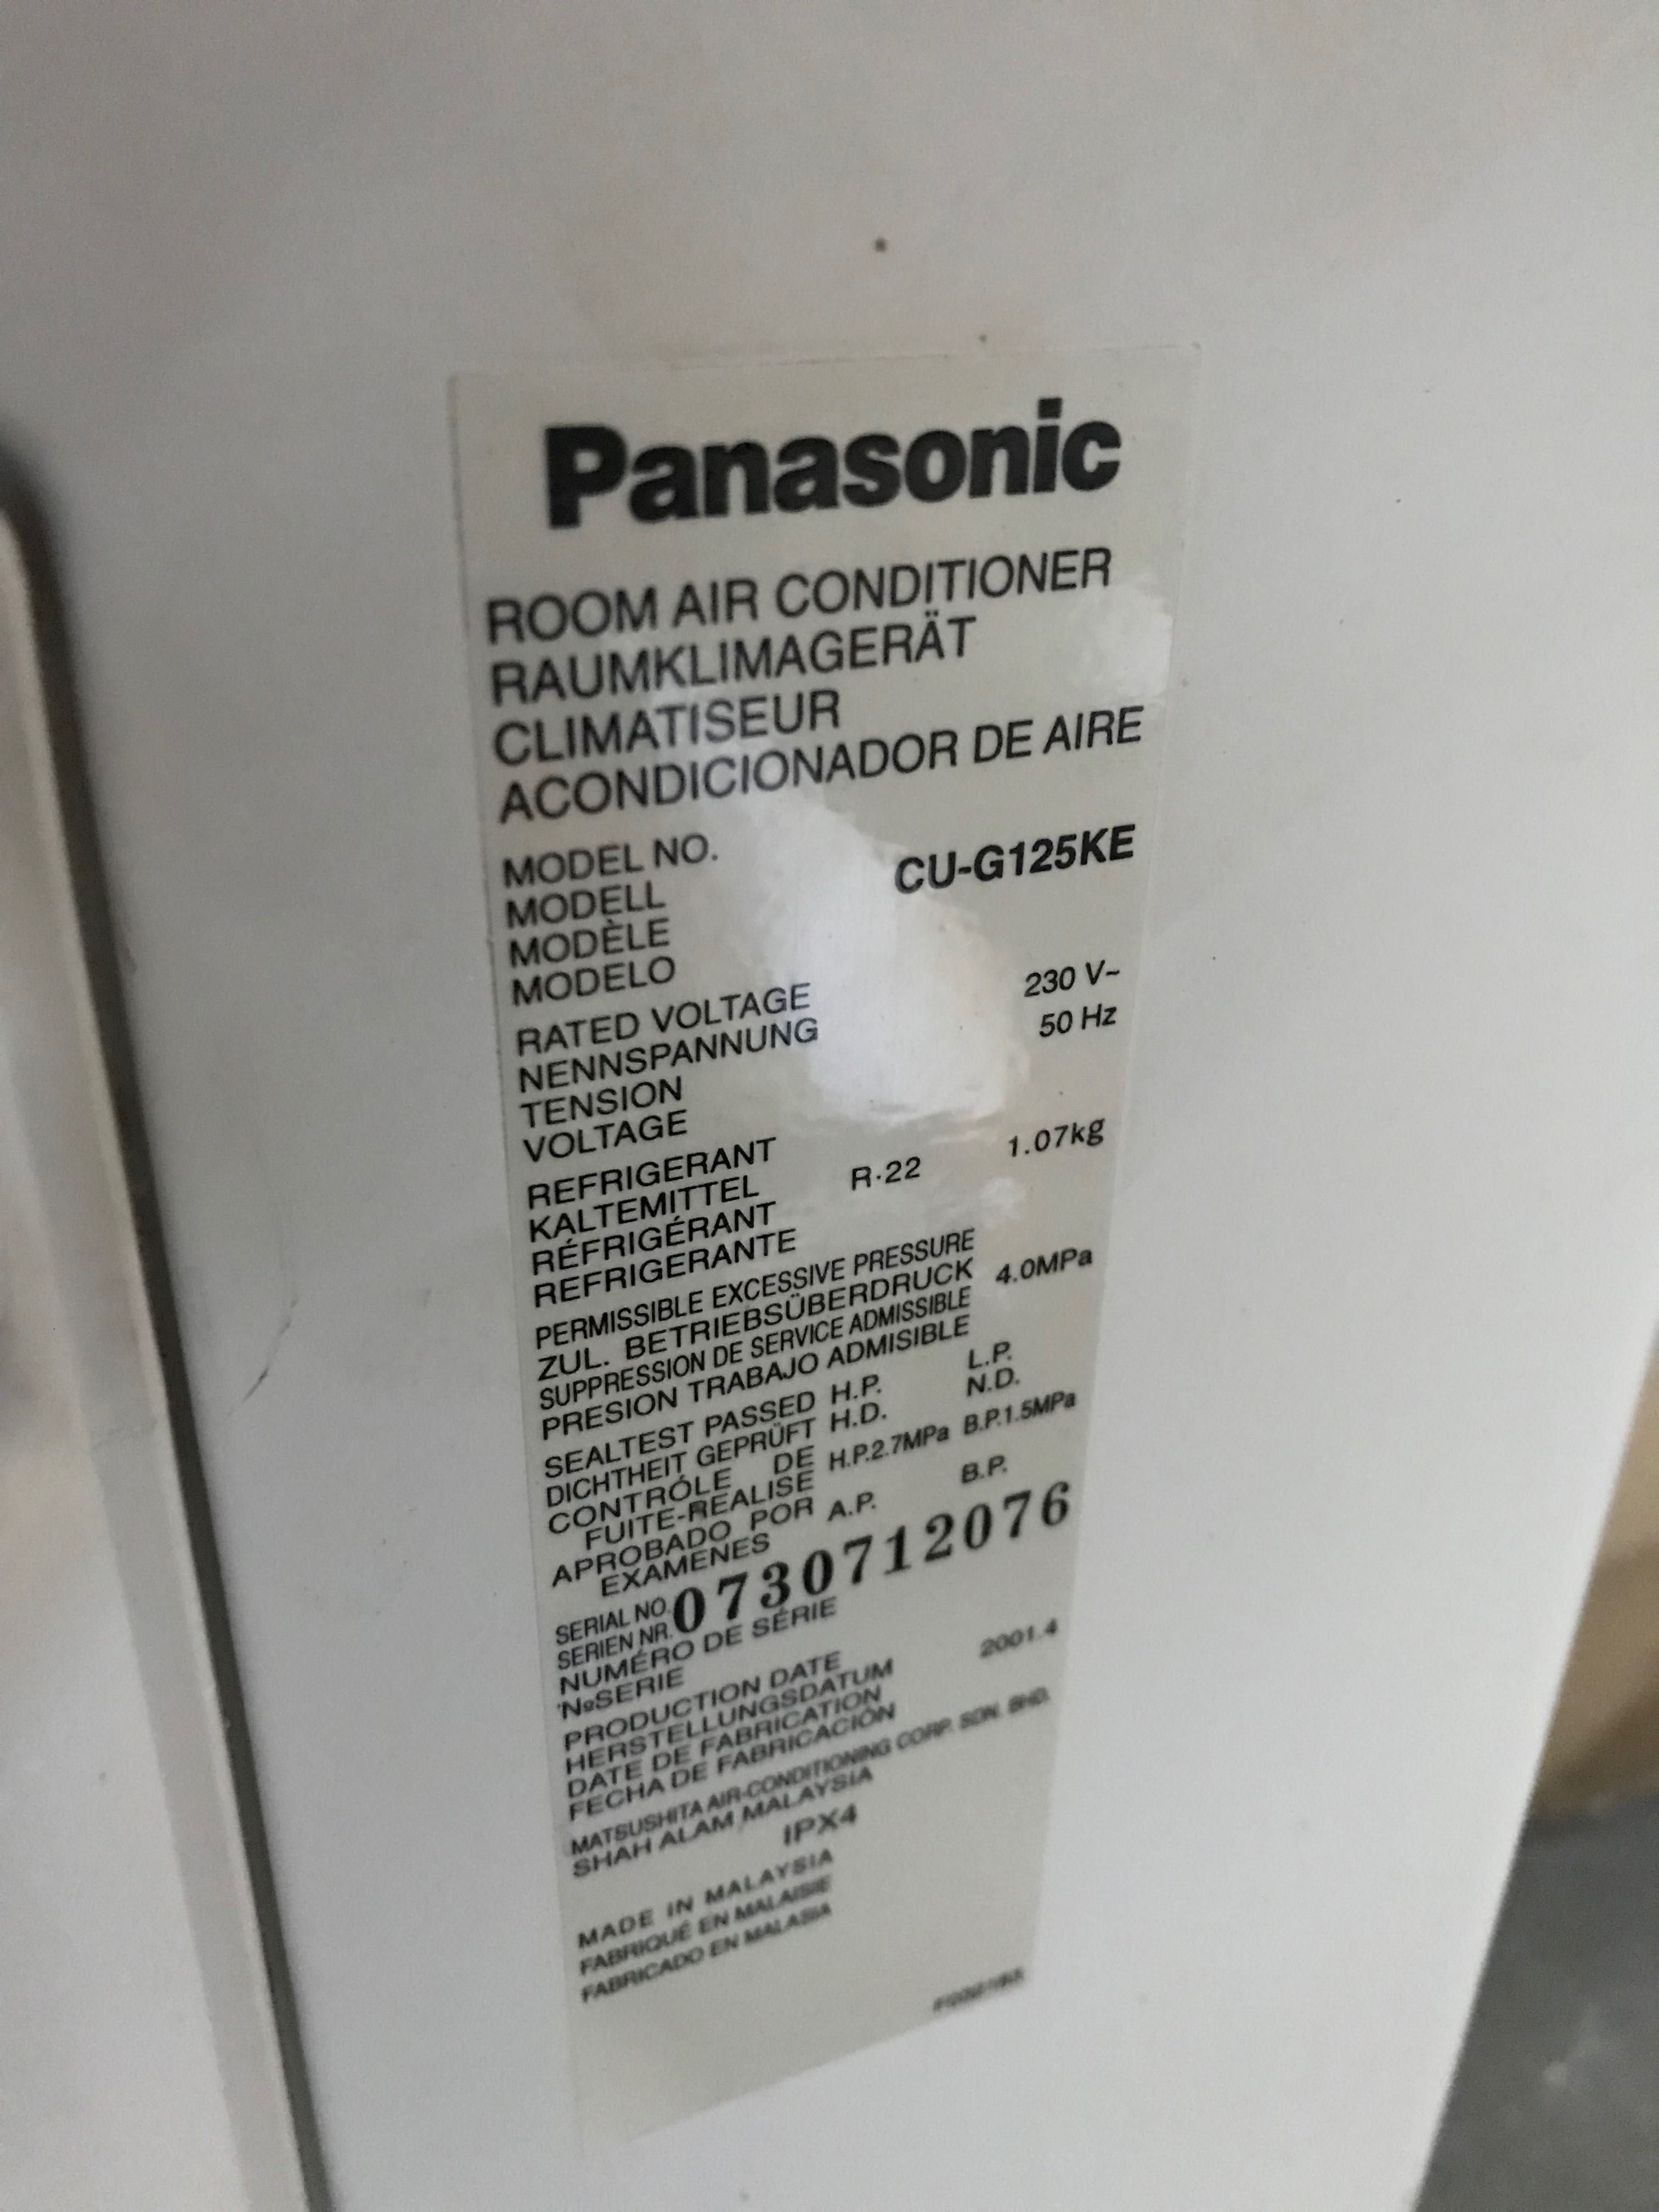 Panasonic
ROOM AIR CONDITIONER
RAUMKLIMAGERÄT
CLIMATISEUR
ACONDICIONADOR DE AIRE
MODEL NO.
CU-G125KE
MODELL
MODÈLE
MODELO
RATED VOLTAGE
230 V~
NENNSPANNUNG
50 Hz
TENSION
VOLTAGE
REFRIGERANT
1.07kg
KALTEMITTEL
R·22
RÉFRIGÉRANT
REFRIGERANTE
PERMISSIBLE EXCESSIVE PRESSURE
ZUL. BETRIEBSÜBERDRUCK
4.0MPa
SUPPRESSION DE SERVICE ADMISSIBLE
PRESION TRABAJO ADMISIBLE
SEALTEST PASSED H.P. L.P.
DICHTHEIT GEPRÜFT H.D. N.D.
CONTRÓLE DE H.P.2.7MPa B.P.1.5MPa
FUITE-REALISE
APROBADO POR A.P. B.P.
EXAMENES
SERIAL NO.
0730712076
SERIEN NR.
NUMÉRO DE SÉRIE
NoSERIE
PRODUCTION DATE
2001.4
HERSTELLUNGSDATUM
DATE DE FABRICATION
FECHA DE FABRICACIÓN
MATSUSHITA AIR-CONDITIONING CORP. SDN. BHD.
SHAH ALAM MALAYSIA
IPX4
MADE IN MALAYSIA
FABRIQUÉ EN MALAISIE
FABRICADO EN MALASIA